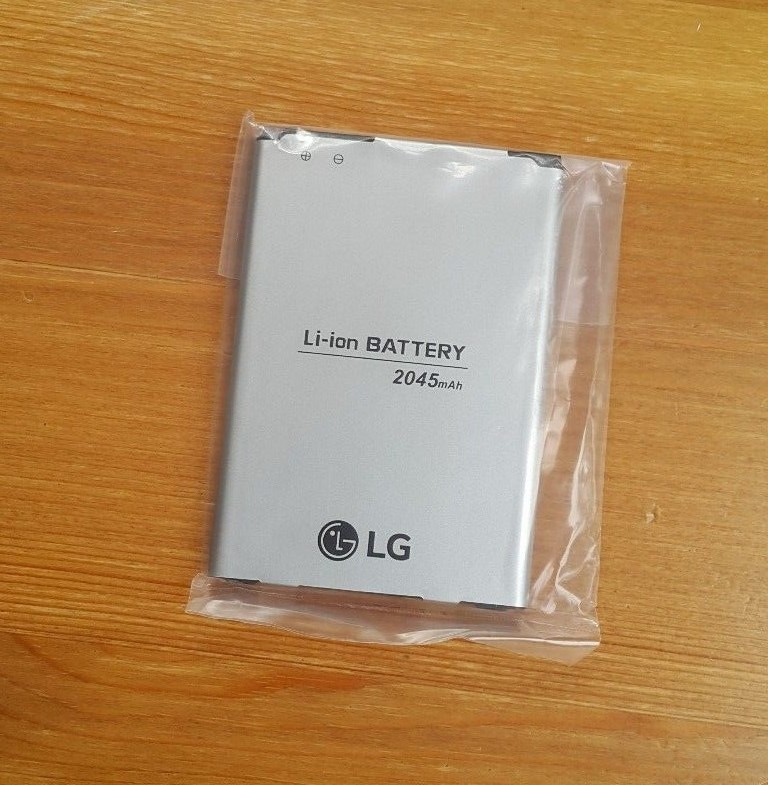 ⊕ ⊖
Li-ion BATTERY
2045mAh
LG